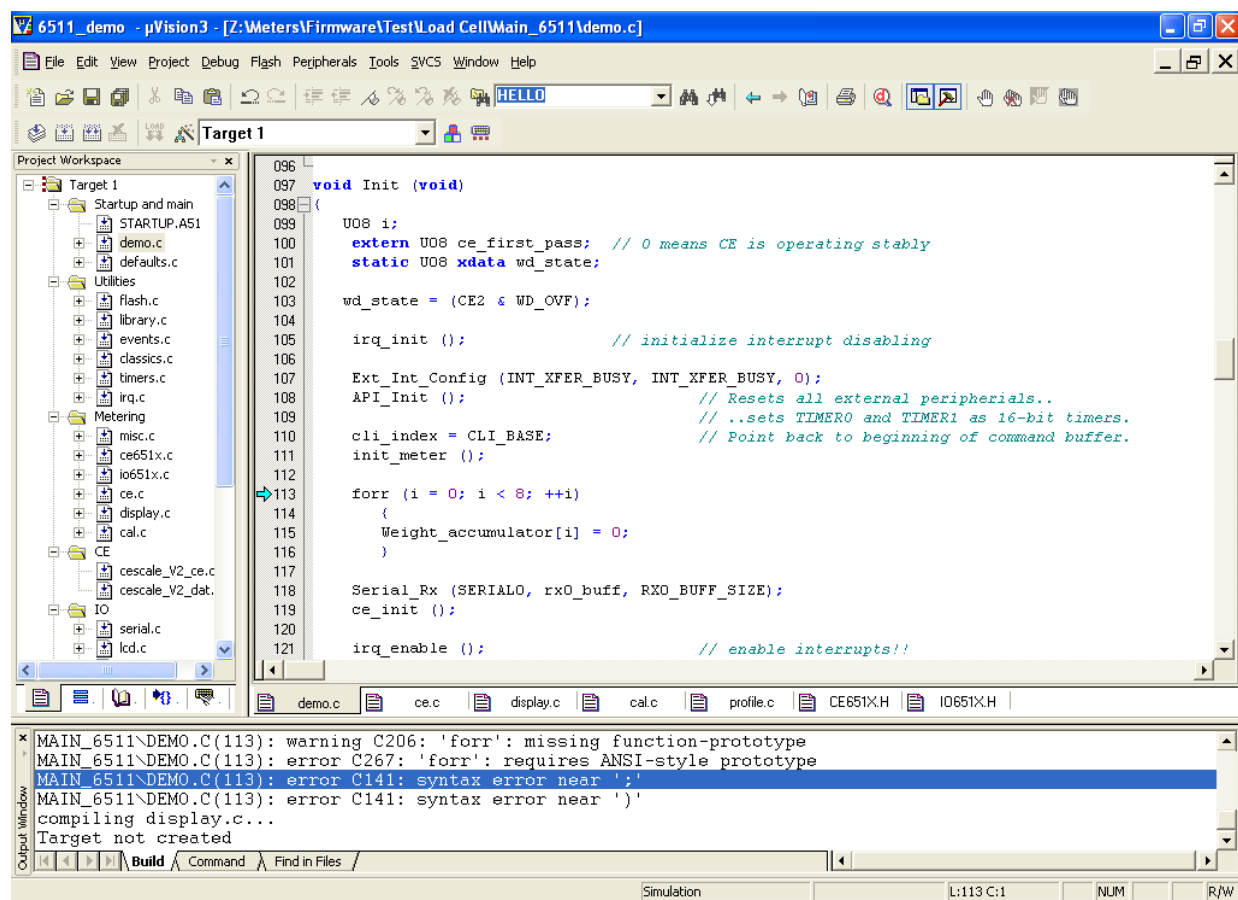 6511_demo - µVision3 - [Z:\Meters\Firmware\Test\Load Cell\Main_6511\demo.c]
File Edit View Project Debug Flash Peripherals Tools SVCS Window Help
HELLO
LOAD
Target 1
Project Workspace
Target 1
Startup and main
STARTUP.A51
demo.c
defaults.c
Utilities
flash.c
library.c
events.c
classics.c
timers.c
irq.c
Metering
misc.c
ce651x.c
io651x.c
ce.c
display.c
cal.c
CE
cescale_V2_ce.c
cescale_V2_dat.
IO
serial.c
lcd.c
096
097 void Init (void)
098 {
099 U08 i;
100 extern U08 ce_first_pass; // 0 means CE is operating stably
101 static U08 xdata wd_state;
102
103 wd_state = (CE2 & WD_OVF);
104
105 irq_init (); // initialize interrupt disabling
106
107 Ext_Int_Config (INT_XFER_BUSY, INT_XFER_BUSY, 0);
108 API_Init (); // Resets all external peripherials..
109 // ..sets TIMER0 and TIMER1 as 16-bit timers.
110 cli_index = CLI_BASE; // Point back to beginning of command buffer.
111 init_meter ();
112
113 forr (i = 0; i < 8; ++i)
114 {
115 Weight_accumulator[i] = 0;
116 }
117
118 Serial_Rx (SERIAL0, rx0_buff, RX0_BUFF_SIZE);
119 ce_init ();
120
121 irq_enable (); // enable interrupts!!
demo.c ce.c display.c cal.c profile.c CE651X.H IO651X.H
MAIN_6511\DEMO.C(113): warning C206: 'forr': missing function-prototype
MAIN_6511\DEMO.C(113): error C267: 'forr': requires ANSI-style prototype
MAIN_6511\DEMO.C(113): error C141: syntax error near ';'
MAIN_6511\DEMO.C(113): error C141: syntax error near ')'
compiling display.c...
Target not created
Output Window
Build Command Find in Files
Simulation L:113 C:1 NUM R/W